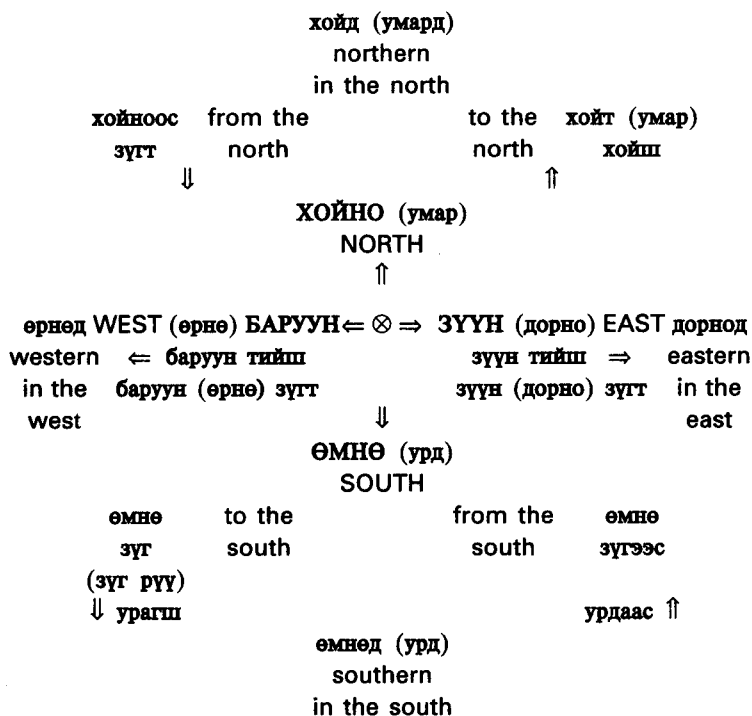 хойд (умард)
northern
in the north
хойноос from the to the хойт (умар)
зүгт north north хойш
⇓ ⇑
ХОЙНО (умар)
NORTH
⇑
өрнөд WEST (өрнө) БАРУУН ⇐ ⊗ ⇒ ЗҮҮН (дорно) EAST дорнод
western ⇐ баруун тийш зүүн тийш ⇒ eastern
in the баруун (өрнө) зүгт зүүн (дорно) зүгт in the
west ⇓ east
ӨМНӨ (урд)
SOUTH
өмнө to the from the өмнө
зүг south south зүгээс
(зүг рүү)
⇓ урагш урдаас ⇑
өмнөд (урд)
southern
in the south